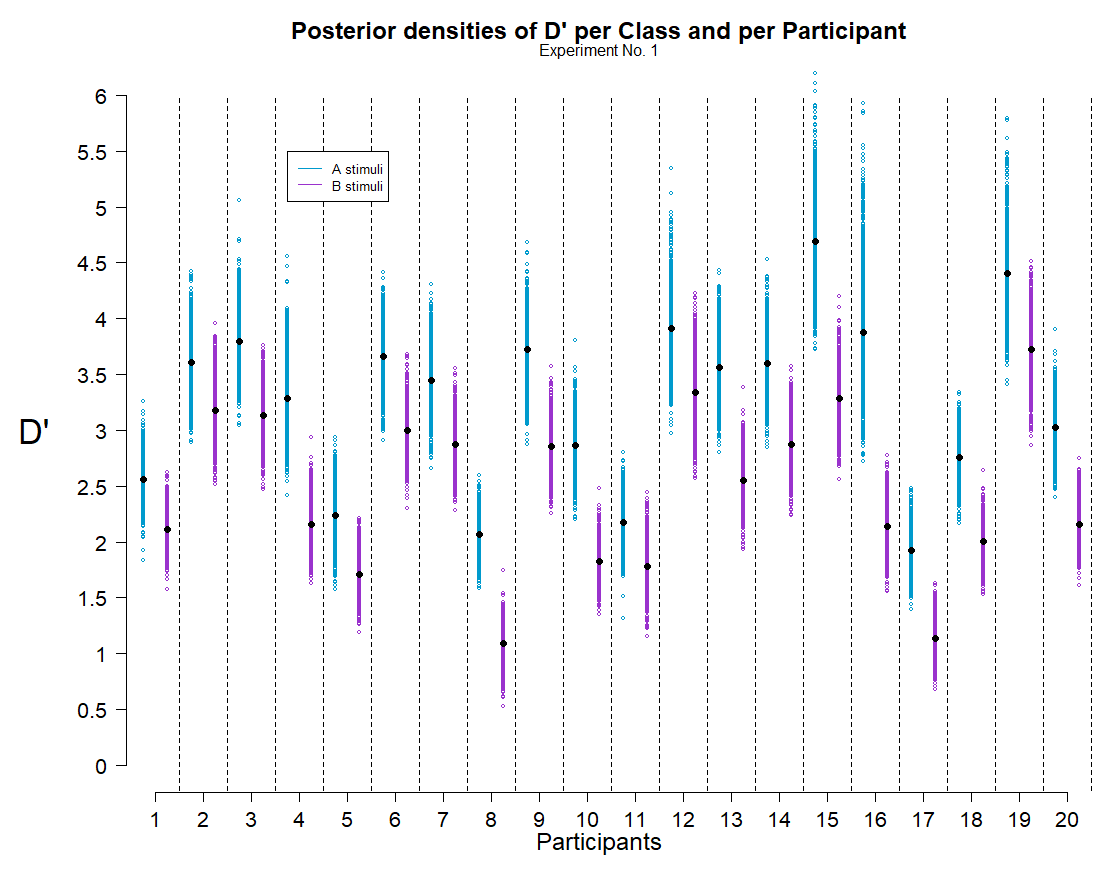 Posterior densities of D' per Class and per Participant
Experiment No. 1
6
5.5
5
4.5
4
3.5
3
2.5
2
1.5
1
0.5
0
D'
A stimuli
B stimuli
1 2 3 4 5 6 7 8 9 10 11 12 13 14 15 16 17 18 19 20
Participants